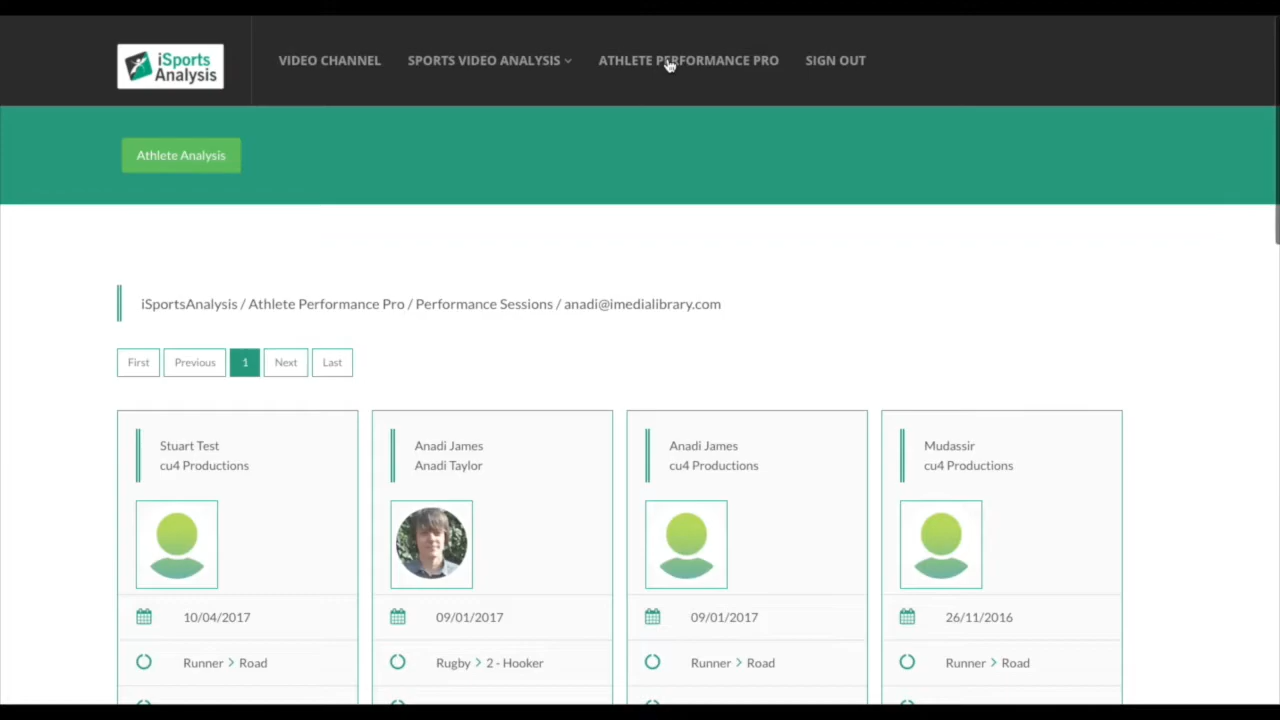 iSports
Analysis
VIDEO CHANNEL
SPORTS VIDEO ANALYSIS
ATHLETE PERFORMANCE PRO
SIGN OUT
Athlete Analysis
iSportsAnalysis / Athlete Performance Pro / Performance Sessions / anadi@imedialibrary.com
First
Previous
1
Next
Last
Stuart Test
cu4 Productions
10/04/2017
Runner > Road
Anadi James
Anadi Taylor
09/01/2017
Rugby > 2 - Hooker
Anadi James
cu4 Productions
09/01/2017
Runner > Road
Mudassir
cu4 Productions
26/11/2016
Runner > Road